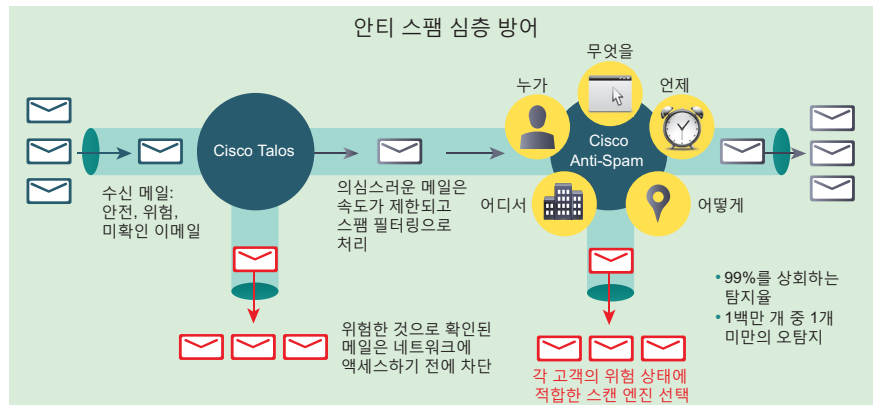 안티 스팸 심층 방어
무엇을
누가
언제
Cisco Talos
Cisco
Anti-Spam
수신 메일:
안전, 위험,
미확인 이메일
의심스러운 메일은
속도가 제한되고
스팸 필터링으로
처리
어디서
어떻게
• 99%를 상회하는
탐지율
• 1백만 개 중 1개
미만의 오탐지
위험한 것으로 확인된
메일은 네트워크에
액세스하기 전에 차단
각 고객의 위험 상태에
적합한 스캔 엔진 선택